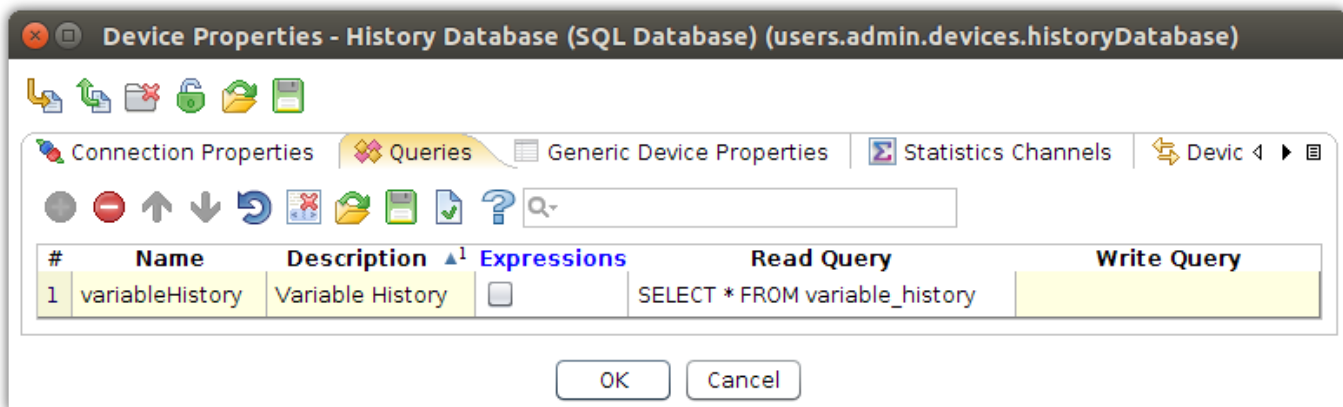 Device Properties - History Database (SQL Database) (users.admin.devices.historyDatabase)
Connection Properties Queries Generic Device Properties Statistics Channels Devic
# Name Description 1 Expressions Read Query Write Query
1 variableHistory Variable History SELECT * FROM variable_history
OK Cancel